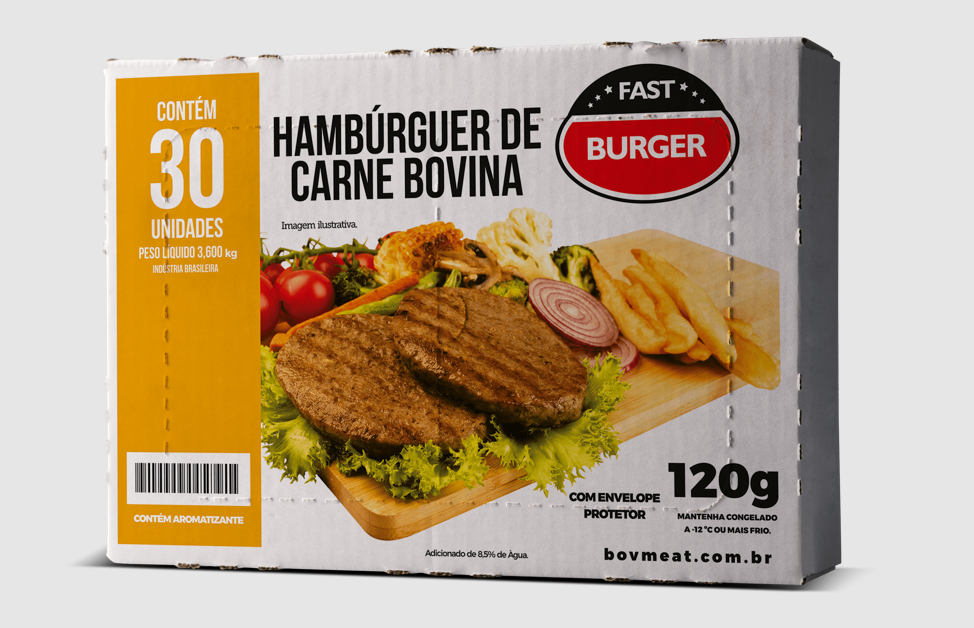 CONTÉM
30
UNIDADES
PESO LÍQUIDO 3,600 kg
INDÚSTRIA BRASILEIRA
CONTÉM AROMATIZANTE
HAMBÚRGUER DE
CARNE BOVINA
Imagem ilustrativa.
FAST
BURGER
COM ENVELOPE
PROTETOR
120g
MANTENHA CONGELADO
A -12 °C OU MAIS FRIO.
Adicionado de 8,5% de Água.
bovmeat.com.br